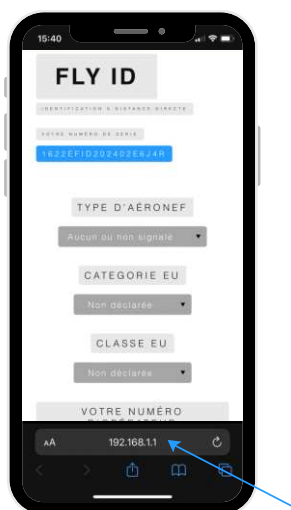 15:40
FLY ID
IDENTIFICATION À DISTANCE DIRECTE
VOTRE NUMÉRO DE SERIE
TYPE D'AÉRONEF
Aucun ou non signalé
CATEGORIE EU
Non déclarée
CLASSE EU
Non déclarée
VOTRE NUMÉRO
AA 192.168.1.1